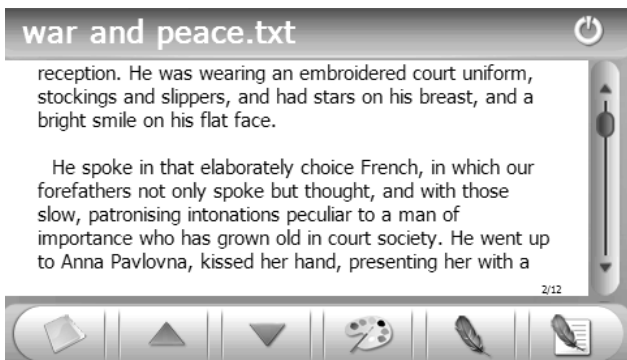 war and peace.txt
reception. He was wearing an embroidered court uniform,
stockings and slippers, and had stars on his breast, and a
bright smile on his flat face.
He spoke in that elaborately choice French, in which our
forefathers not only spoke but thought, and with those
slow, patronising intonations peculiar to a man of
importance who has grown old in court society. He went up
to Anna Pavlovna, kissed her hand, presenting her with a
2/12